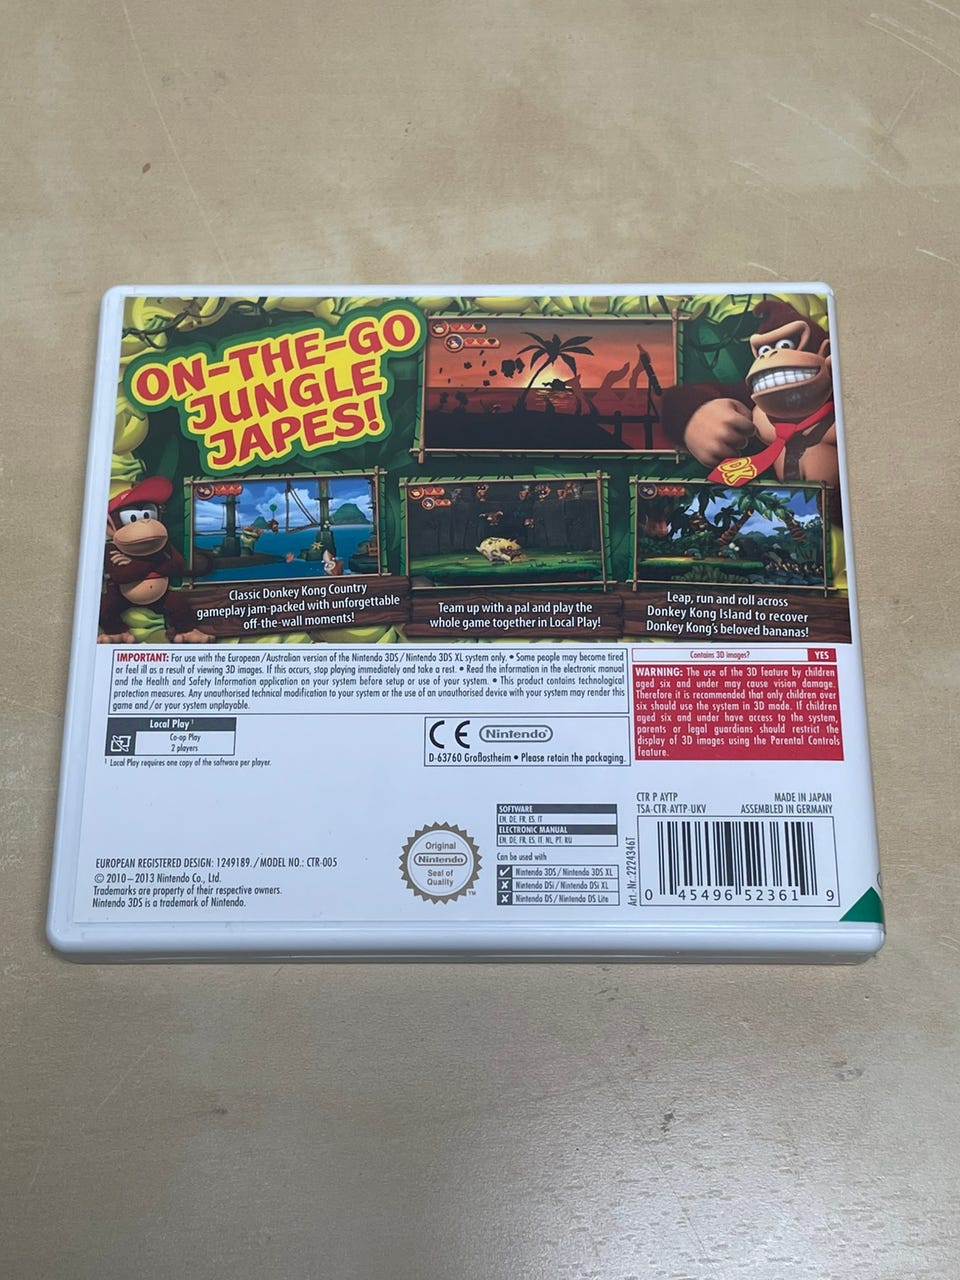 ON-THE-GO
JUNGLE
JAPES!
Classic Donkey Kong Country
gameplay jam-packed with unforgettable
off-the-wall moments!
Team up with a pal and play the
whole game together in Local Play!
Leap, run and roll across
Donkey Kong Island to recover
Donkey Kong's beloved bananas!
IMPORTANT: For use with the European/Australian version of the Nintendo 3DS/Nintendo 3DS XL system only. • Some people may become tired
or feel ill as a result of viewing 3D images. If this occurs, stop playing immediately and take a rest. • Read the information in the electronic manual
and the Health and Safety Information application on your system before setup or use of your system. • This product contains technological
protection measures. Any unauthorised technical modification to your system or the use of an unauthorised device with your system may render this
game and/or your system unplayable.
Contains 3D images? YES
WARNING: The use of the 3D feature by children
aged six and under may cause vision damage.
Therefore it is recommended that only children over
six should use the system in 3D mode. If children
aged six and under have access to the system,
parents or legal guardians should restrict the
display of 3D images using the Parental Controls
feature.
Local Play¹
Co-op Play
2 players
¹ Local Play requires one copy of the software per player.
CE Nintendo
D-63760 Großostheim • Please retain the packaging.
CTR P AYTP MADE IN JAPAN
TSA-CTR-AYTP-UKV ASSEMBLED IN GERMANY
SOFTWARE
EN, DE, FR, ES, IT
ELECTRONIC MANUAL
EN, DE, FR, ES, IT, NL, PT, RU
Can be used with
Nintendo 3DS/Nintendo 3DS XL
Nintendo DSi/Nintendo DSi XL
Nintendo DS/Nintendo DS Lite
Original
Nintendo
Seal of
Quality
TM
Art.-Nr.:2224346T
0 45496 52361 9
EUROPEAN REGISTERED DESIGN: 1249189./MODEL NO.: CTR-005
© 2010–2013 Nintendo Co., Ltd.
Trademarks are property of their respective owners.
Nintendo 3DS is a trademark of Nintendo.